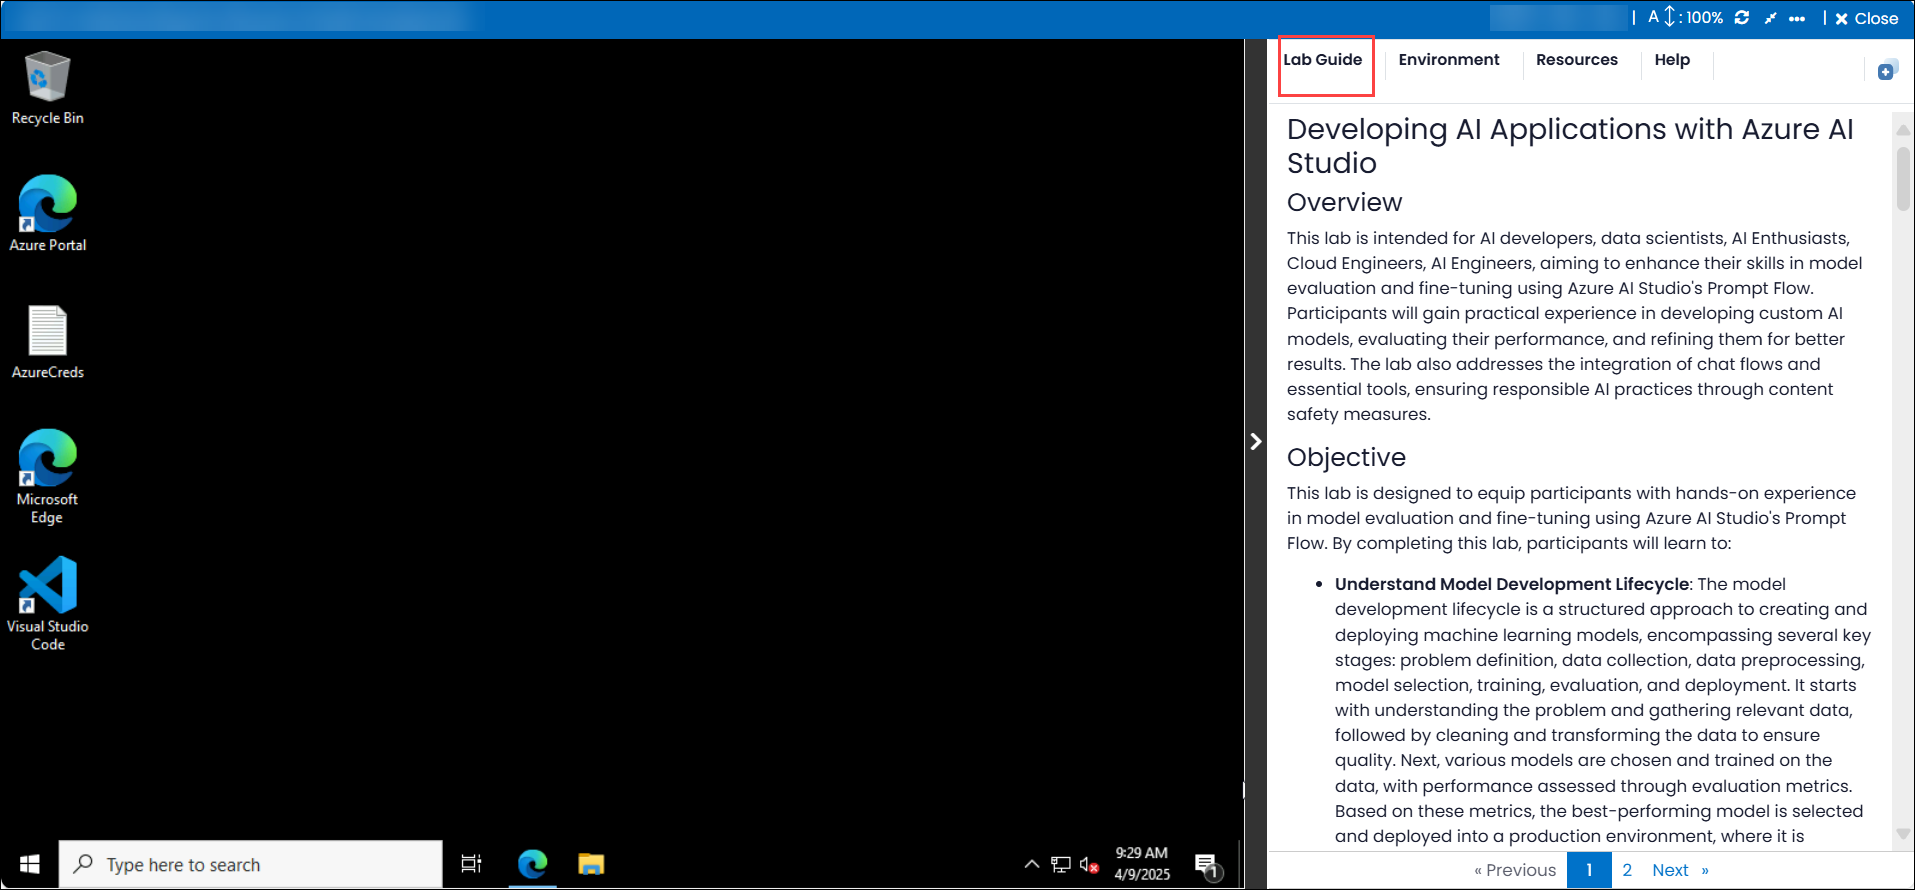 A : 100% Close
Recycle Bin
Azure Portal
AzureCreds
Microsoft
Edge
Visual Studio
Code
Type here to search
9:29 AM
4/9/2025
1
Lab Guide Environment Resources Help
Developing AI Applications with Azure AI
Studio
Overview
This lab is intended for AI developers, data scientists, AI Enthusiasts,
Cloud Engineers, AI Engineers, aiming to enhance their skills in model
evaluation and fine-tuning using Azure AI Studio's Prompt Flow.
Participants will gain practical experience in developing custom AI
models, evaluating their performance, and refining them for better
results. The lab also addresses the integration of chat flows and
essential tools, ensuring responsible AI practices through content
safety measures.
Objective
This lab is designed to equip participants with hands-on experience
in model evaluation and fine-tuning using Azure AI Studio's Prompt
Flow. By completing this lab, participants will learn to:
• Understand Model Development Lifecycle: The model
development lifecycle is a structured approach to creating and
deploying machine learning models, encompassing several key
stages: problem definition, data collection, data preprocessing,
model selection, training, evaluation, and deployment. It starts
with understanding the problem and gathering relevant data,
followed by cleaning and transforming the data to ensure
quality. Next, various models are chosen and trained on the
data, with performance assessed through evaluation metrics.
Based on these metrics, the best-performing model is selected
and deployed into a production environment, where it is
« Previous 1 2 Next »